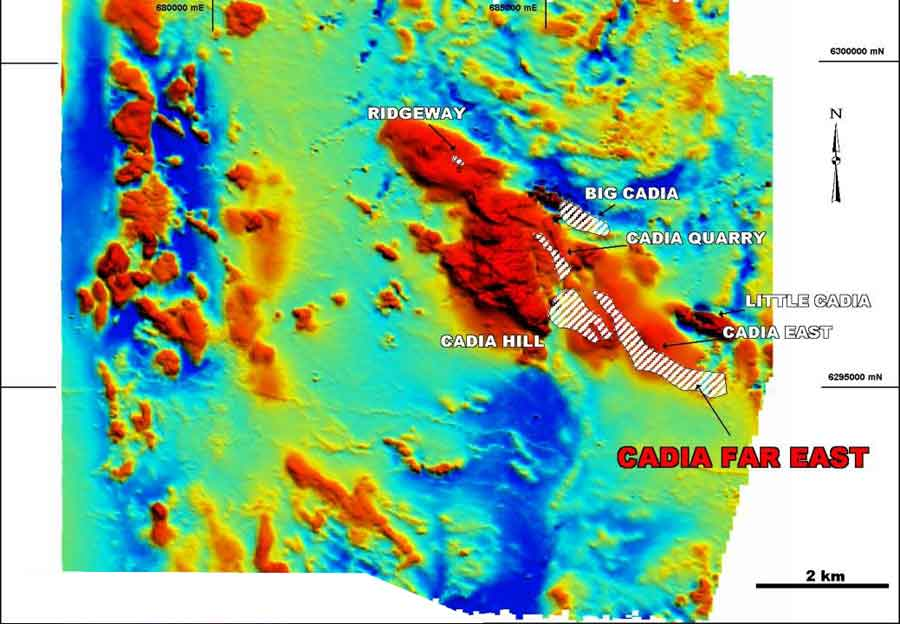 680000 mE
685000 mE
6300000 mN
RIDGEWAY
N
BIG CADIA
CADIA QUARRY
LITTLE CADIA
CADIA EAST
CADIA HILL
6295000 mN
CADIA FAR EAST
2 km